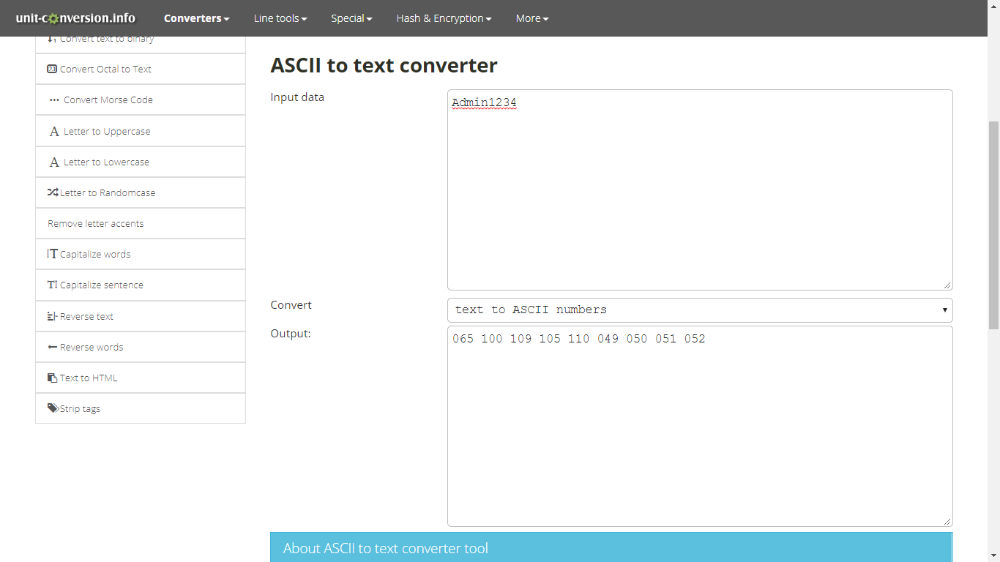 unit-conversion.info
Converters
Line tools
Special
Hash & Encryption
More
Convert text to binary
Convert Octal to Text
Convert Morse Code
Letter to Uppercase
Letter to Lowercase
Letter to Randomcase
Remove letter accents
Capitalize words
Capitalize sentence
Reverse text
Reverse words
Text to HTML
Strip tags
ASCII to text converter
Input data
Admin1234
Convert
text to ASCII numbers
Output:
065 100 109 105 110 049 050 051 052
About ASCII to text converter tool